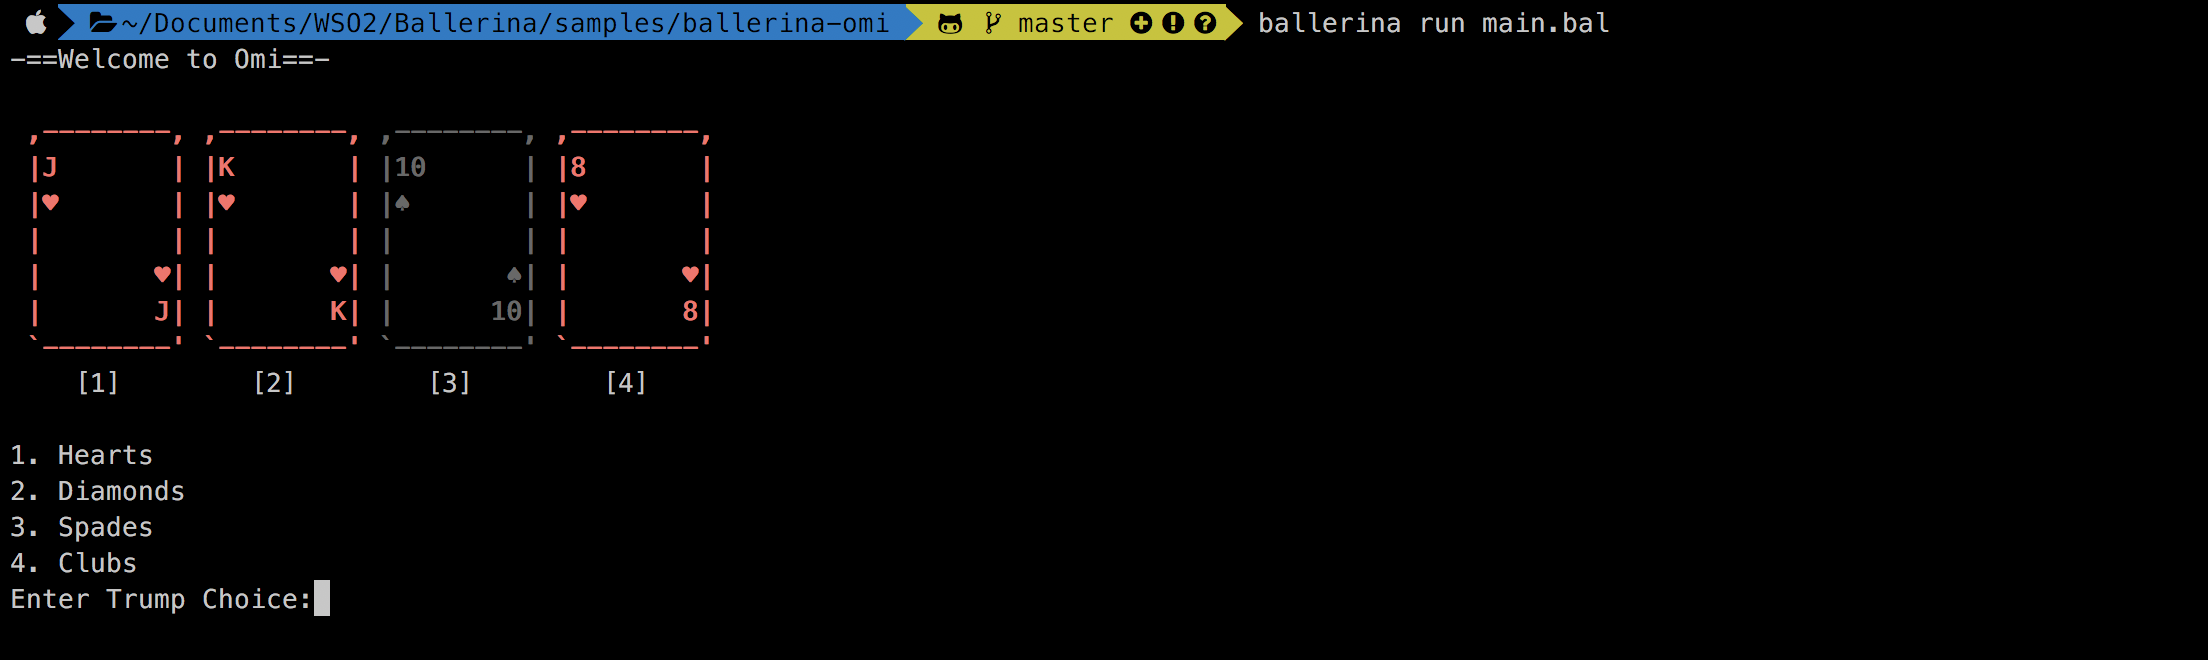 ~/Documents/WSO2/Ballerina/samples/ballerina-omi master ballerina run main.bal
-==Welcome to Omi==-
,--------, ,--------, ,--------, ,--------,
|J       | |K       | |10      | |8       |
|♥       | |♥       | |♠       | |♥       |
|        | |        | |        | |        |
|       ♥| |       ♥| |       ♠| |       ♥|
|       J| |       K| |      10| |       8|
`--------' `--------' `--------' `--------'
[1] [2] [3] [4]
1. Hearts
2. Diamonds
3. Spades
4. Clubs
Enter Trump Choice: